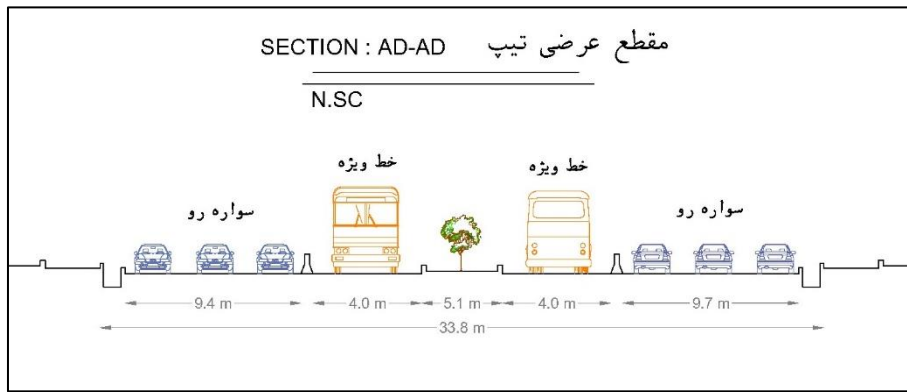 SECTION : AD-AD مقطع عرضی تیپ
N.SC
خط ویژه خط ویژه
سواره رو سواره رو
9.4 m 4.0 m 5.1 m 4.0 m 9.7 m
33.8 m